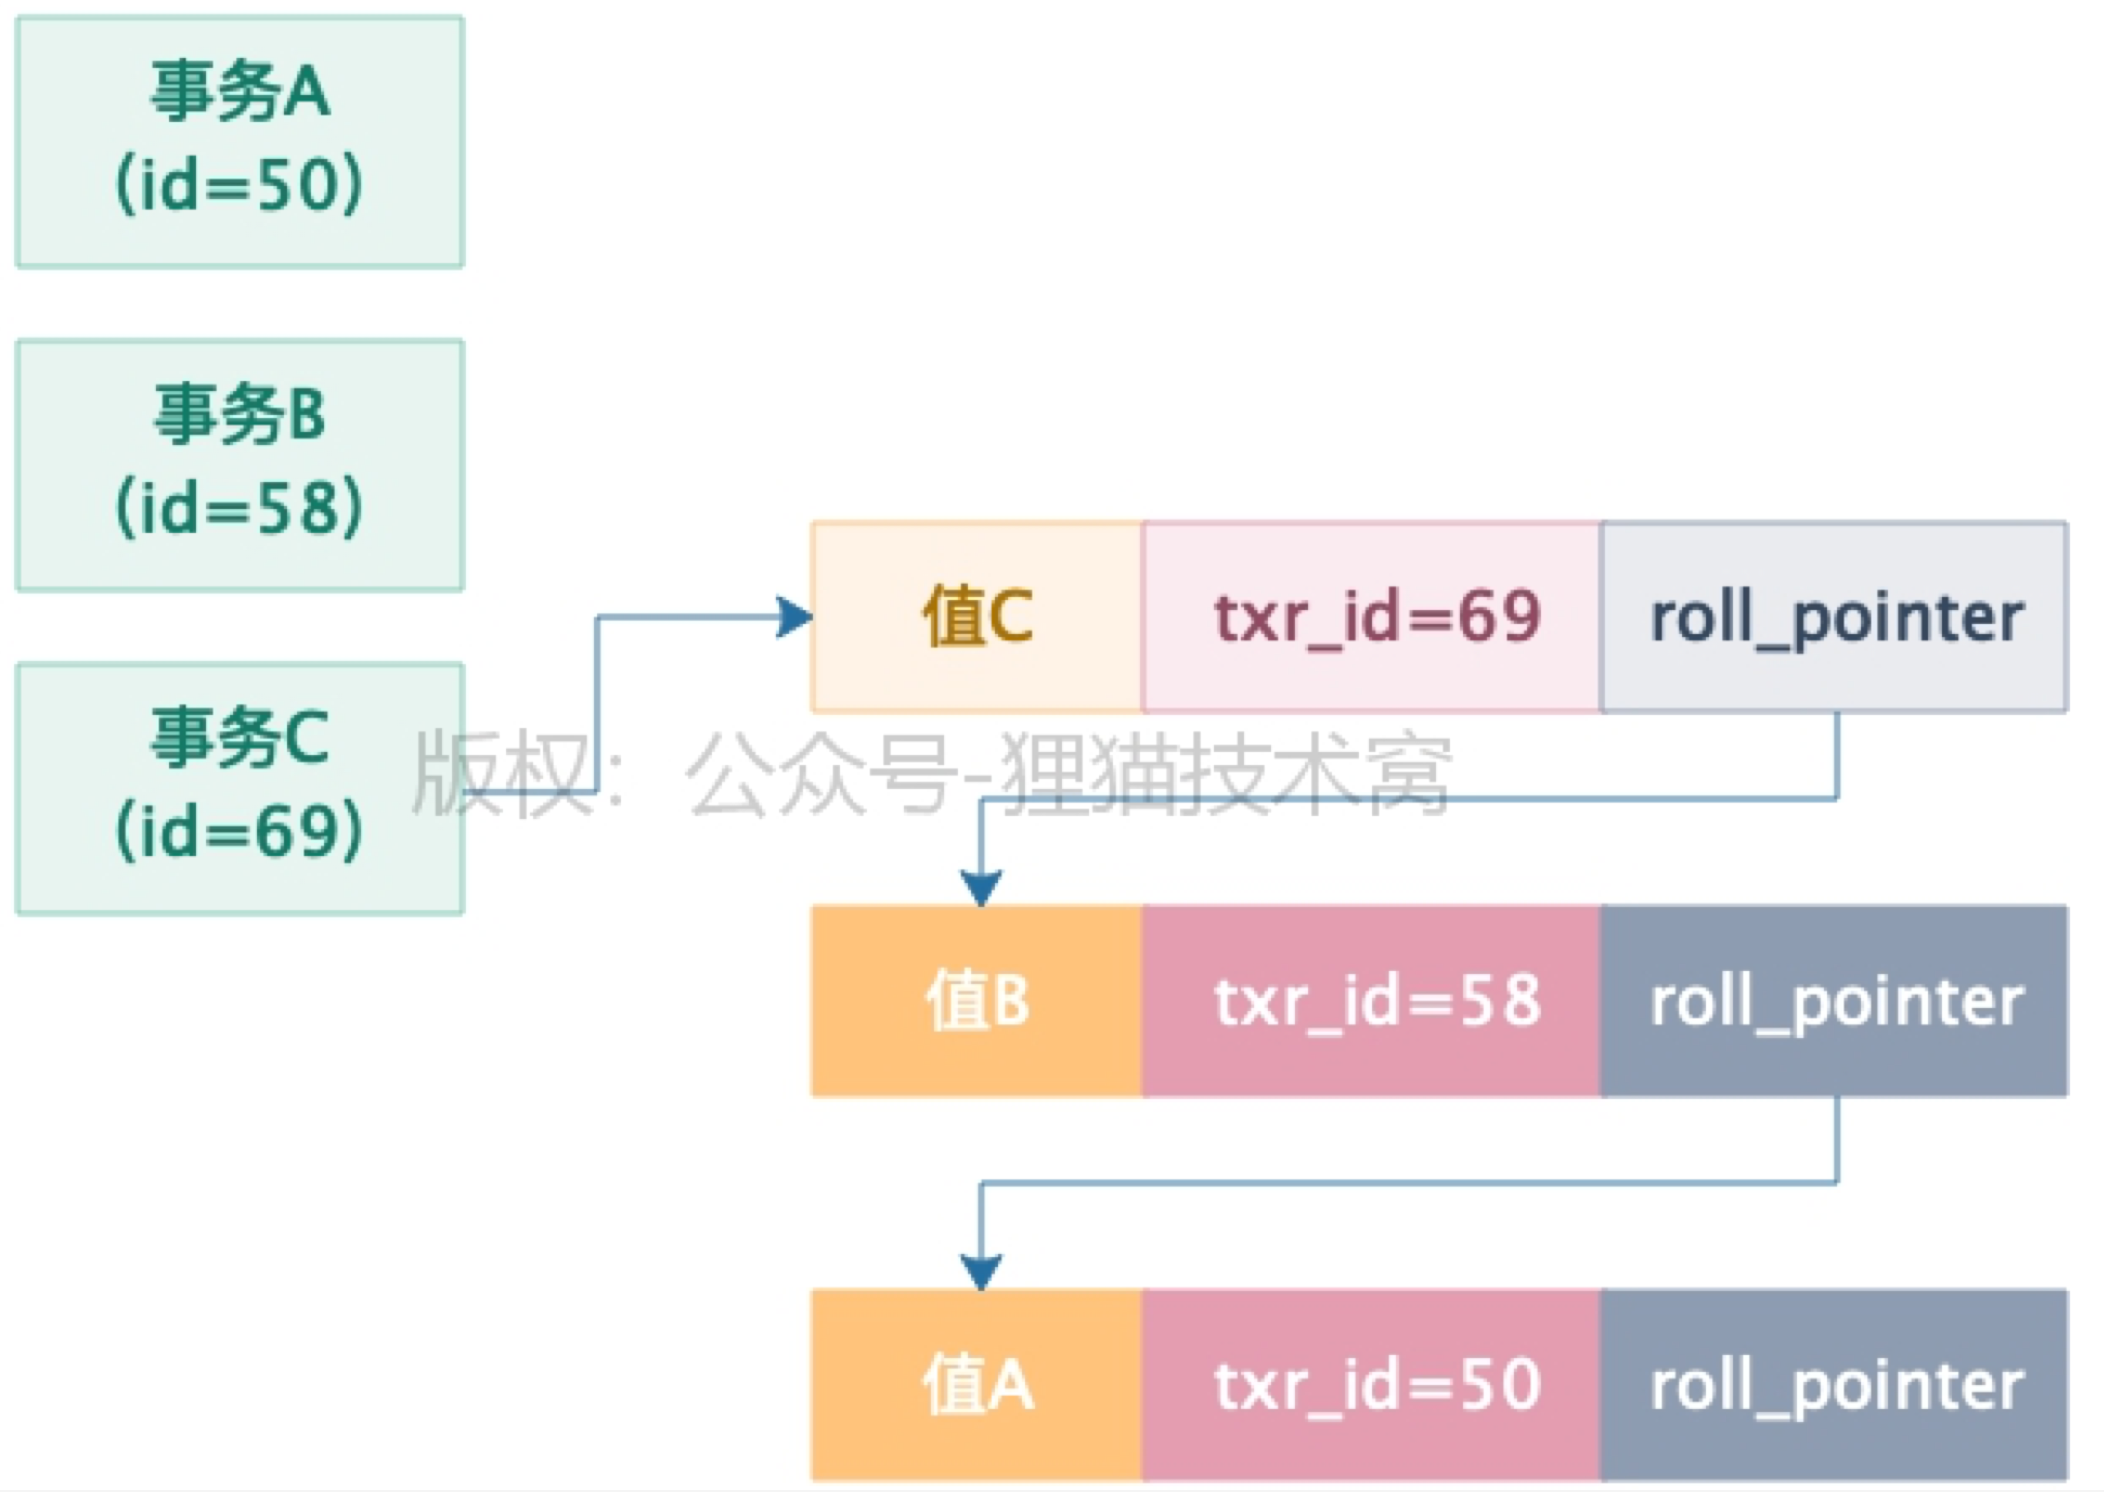 事务A
(id=50)
事务B
(id=58)
事务C
(id=69)
值C txr_id=69 roll_pointer
版权：公众号-狸猫技术窝
值B txr_id=58 roll_pointer
值A txr_id=50 roll_pointer